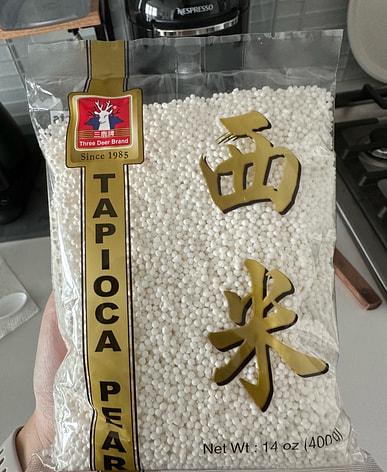 NESPRESSO
三鹿牌
Three Deer Brand
Since 1985
TAPIOCA PEAR
西米
Net Wt : 14 oz (400g)